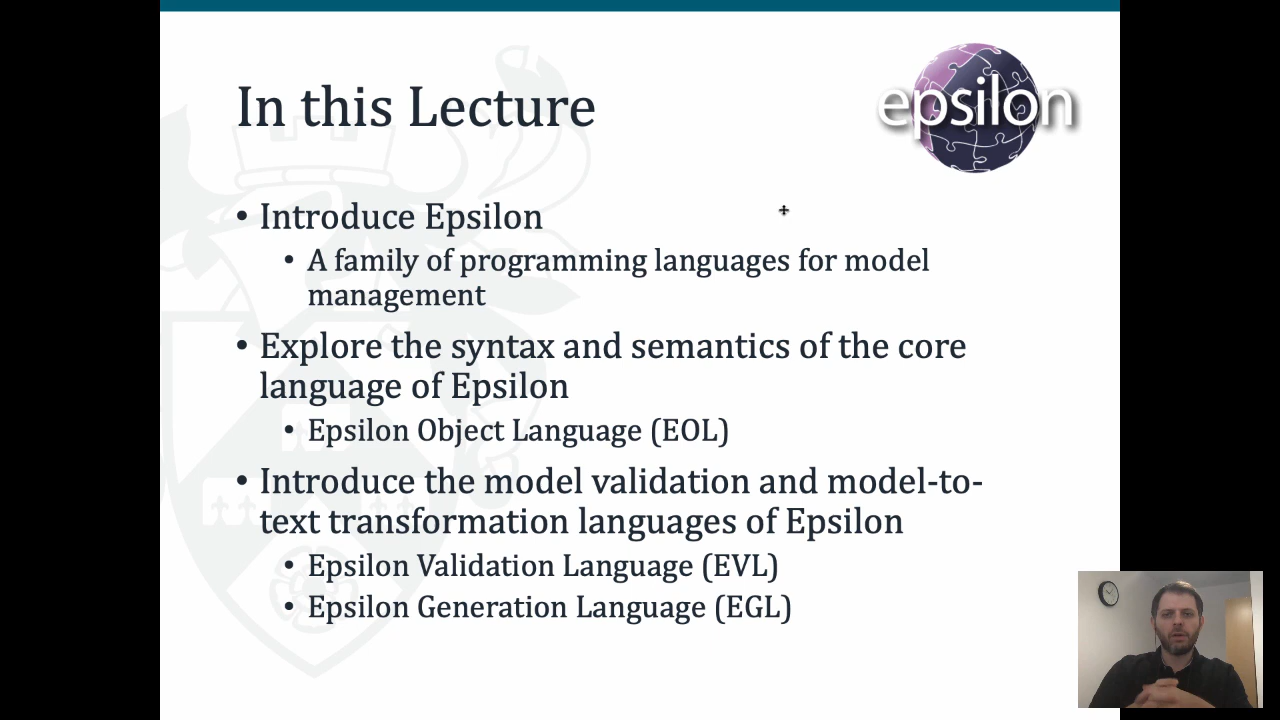 In this Lecture
epsilon
• Introduce Epsilon
• A family of programming languages for model
management
• Explore the syntax and semantics of the core
language of Epsilon
• Epsilon Object Language (EOL)
• Introduce the model validation and model-to-
text transformation languages of Epsilon
• Epsilon Validation Language (EVL)
• Epsilon Generation Language (EGL)